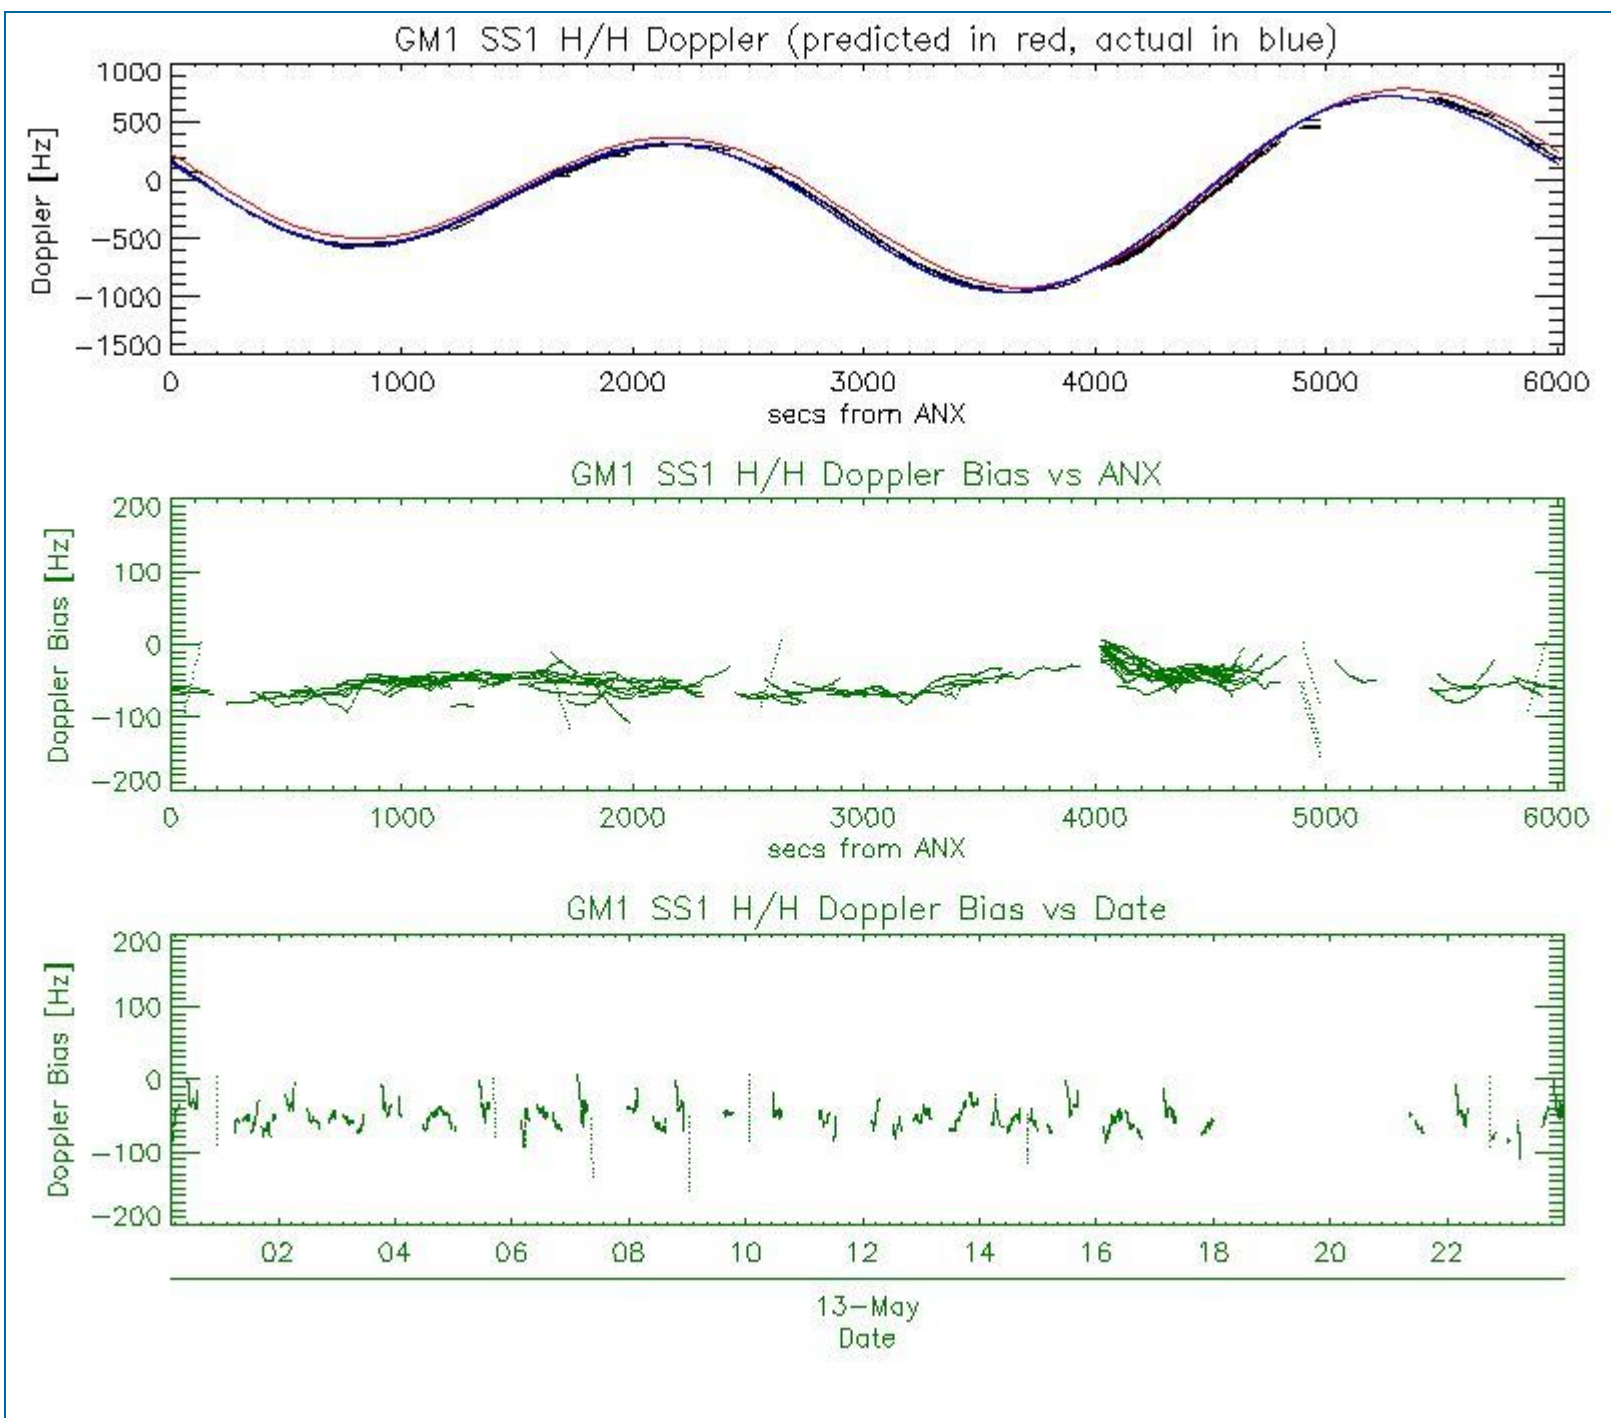 GM1 SS1 H/H Doppler (predicted in red, actual in blue)
1000
500
0
-500
-1000
-1500
Doppler [Hz]
0 1000 2000 3000 4000 5000 6000
secs from ANX
GM1 SS1 H/H Doppler Bias vs ANX
200
100
0
-100
-200
Doppler Bias [Hz]
0 1000 2000 3000 4000 5000 6000
secs from ANX
GM1 SS1 H/H Doppler Bias vs Date
200
100
0
-100
-200
Doppler Bias [Hz]
02 04 06 08 10 12 14 16 18 20 22
13-May
Date